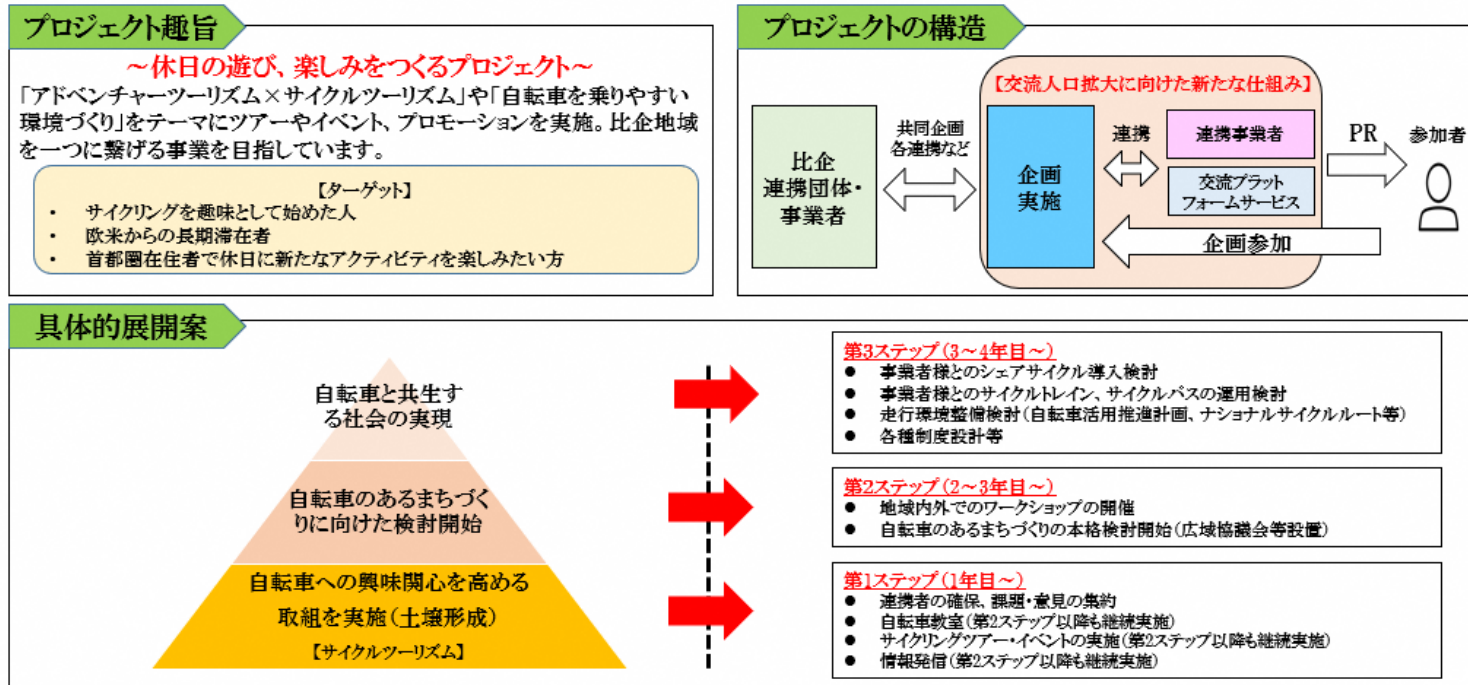 プロジェクト趣旨
～休日の遊び、楽しみをつくるプロジェクト～
「アドベンチャーツーリズム×サイクルツーリズム」や「自転車を乗りやすい
環境づくり」をテーマにツアーやイベント、プロモーションを実施。比企地域
を一つに繋げる事業を目指しています。
【ターゲット】
・ サイクリングを趣味として始めた人
・ 欧米からの長期滞在者
・ 首都圏在住者で休日に新たなアクティビティを楽しみたい方
プロジェクトの構造
【交流人口拡大に向けた新たな仕組み】
比企
連携団体・
事業者
共同企画
各連携など
企画
実施
連携
連携事業者
交流プラット
フォームサービス
PR
参加者
企画参加
具体的展開案
自転車と共生す
る社会の実現
自転車のあるまちづく
りに向けた検討開始
自転車への興味関心を高める
取組を実施（土壌形成）
【サイクルツーリズム】
第3ステップ（3～4年目～）
● 事業者様とのシェアサイクル導入検討
● 事業者様とのサイクルトレイン、サイクルバスの運用検討
● 走行環境整備検討（自転車活用推進計画、ナショナルサイクルルート等）
● 各種制度設計等
第2ステップ（2～3年目～）
● 地域内外でのワークショップの開催
● 自転車のあるまちづくりの本格検討開始（広域協議会等設置）
第1ステップ（1年目～）
● 連携者の確保、課題・意見の集約
● 自転車教室（第2ステップ以降も継続実施）
● サイクリングツアー・イベントの実施（第2ステップ以降も継続実施）
● 情報発信（第2ステップ以降も継続実施）